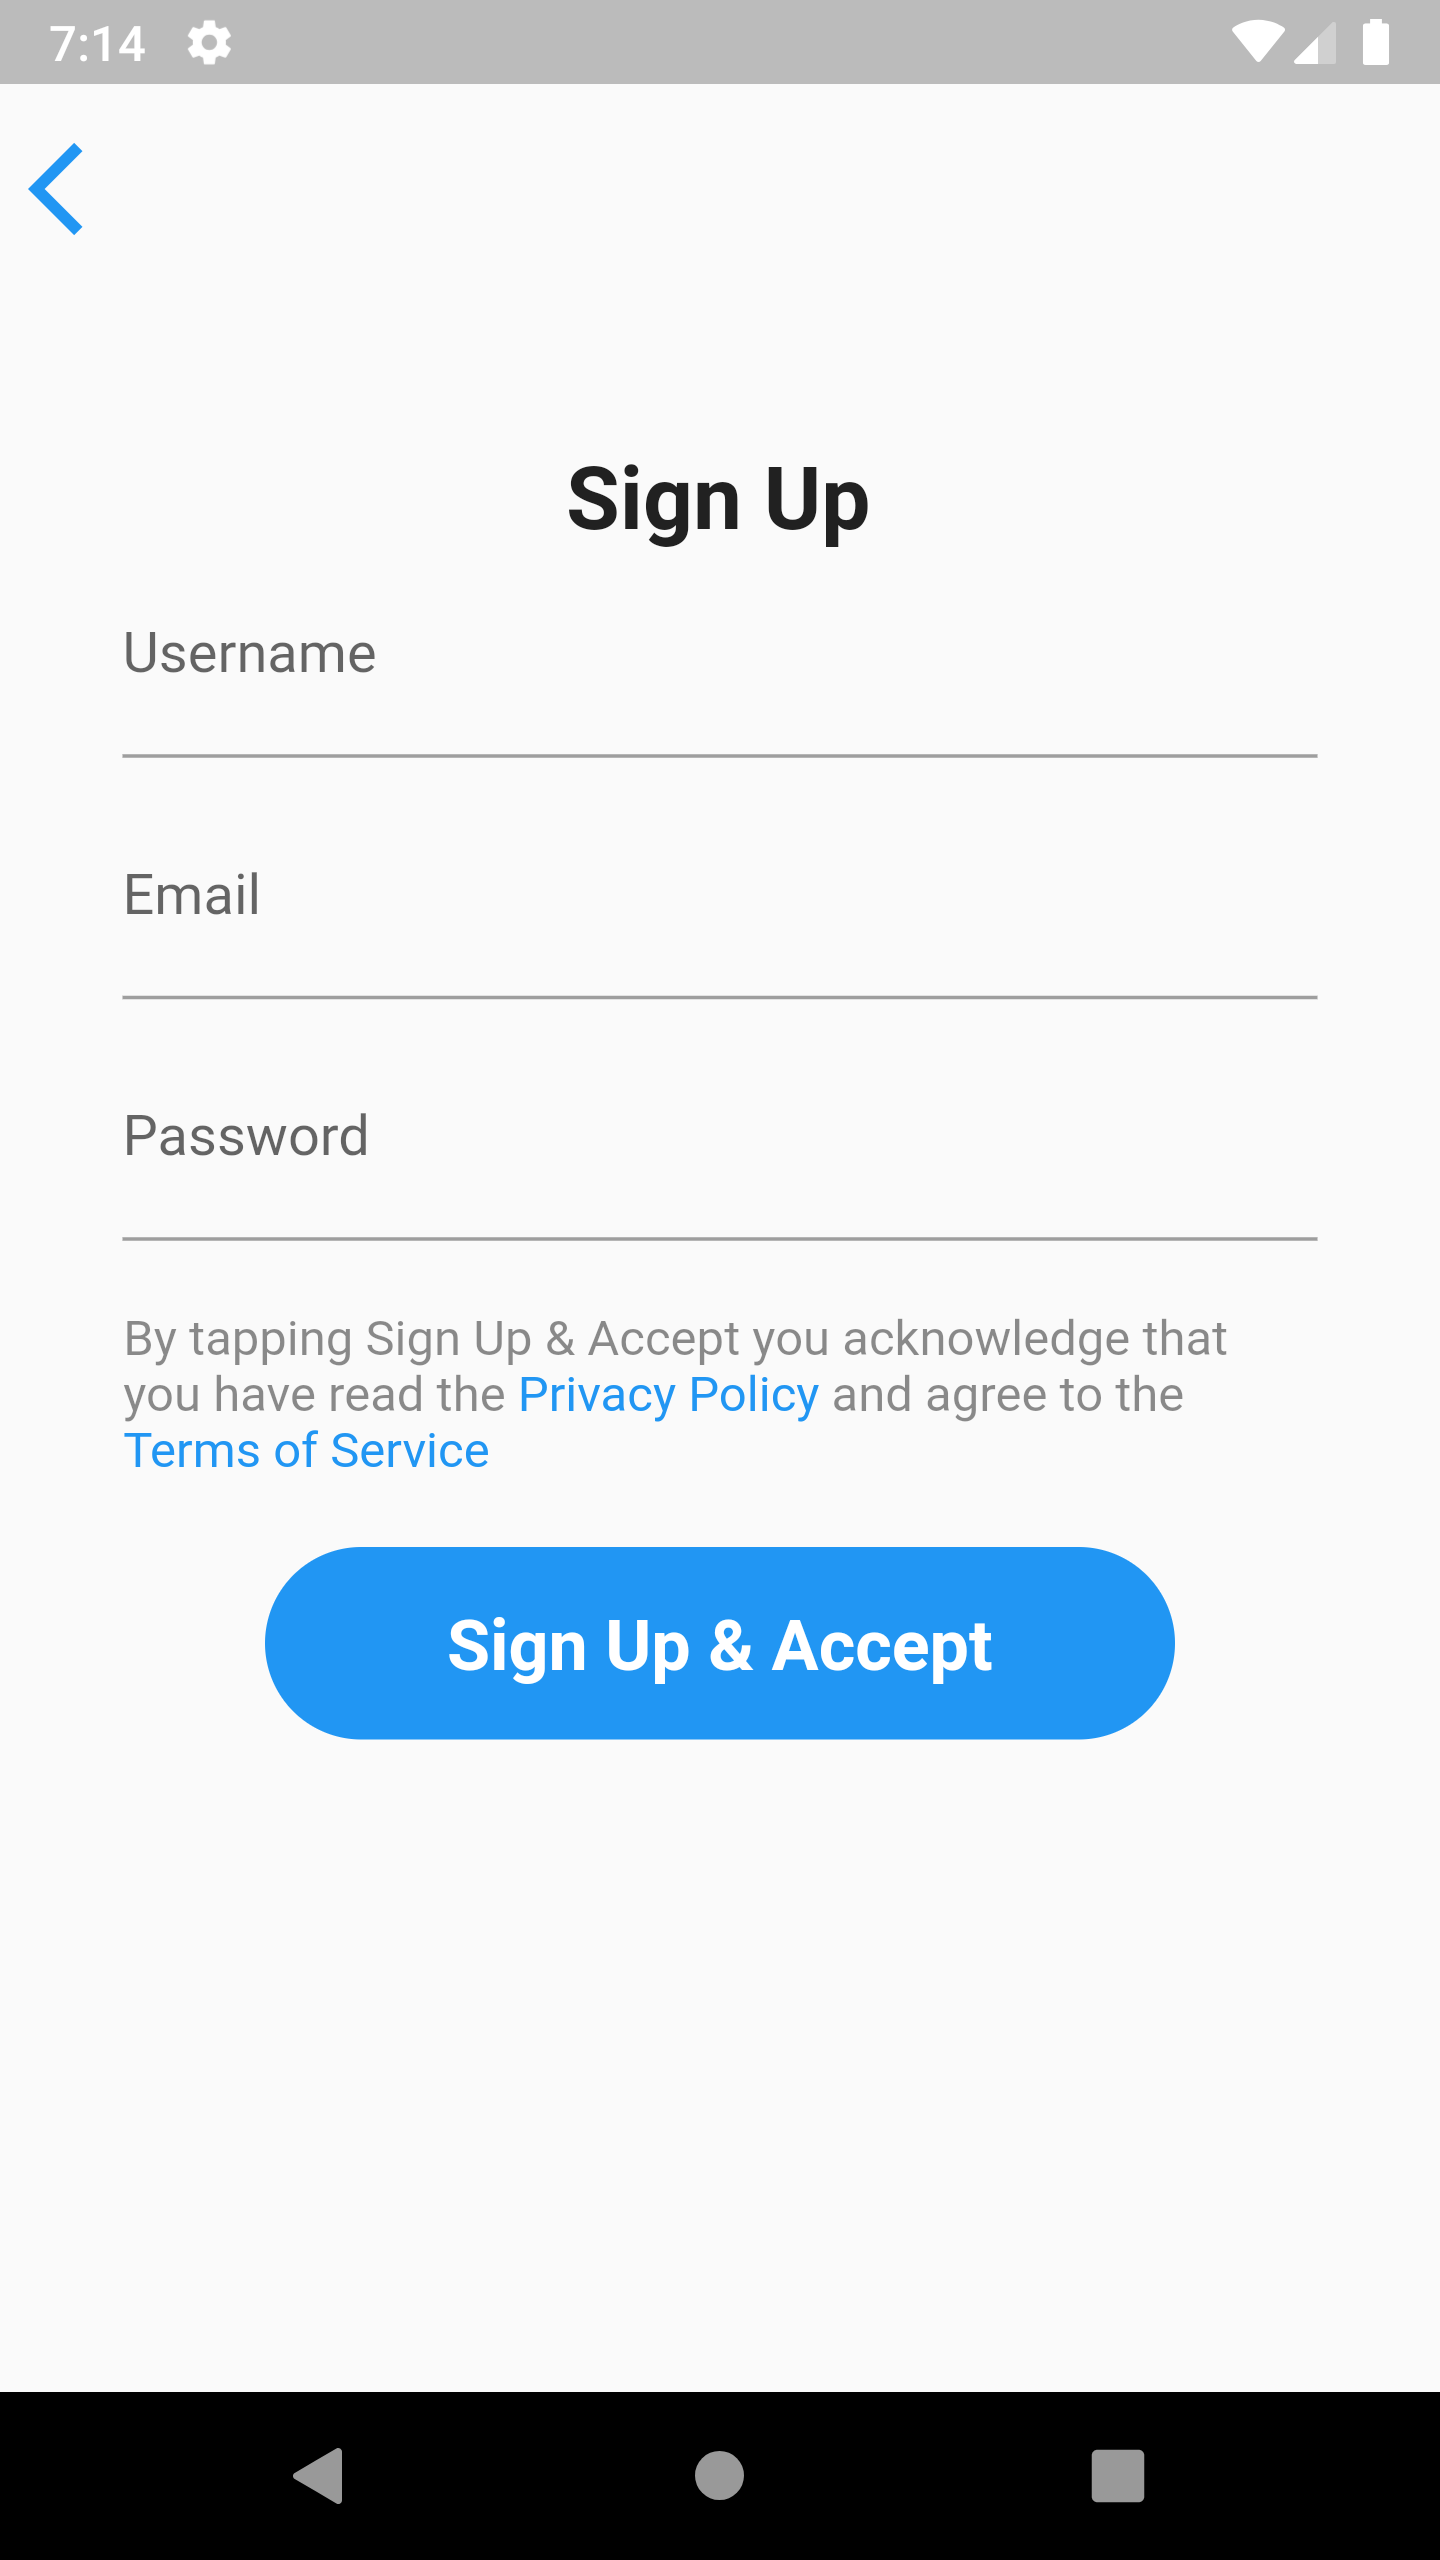 7:14
Sign Up
Username
Email
Password
By tapping Sign Up & Accept you acknowledge that
you have read the Privacy Policy and agree to the
Terms of Service
Sign Up & Accept